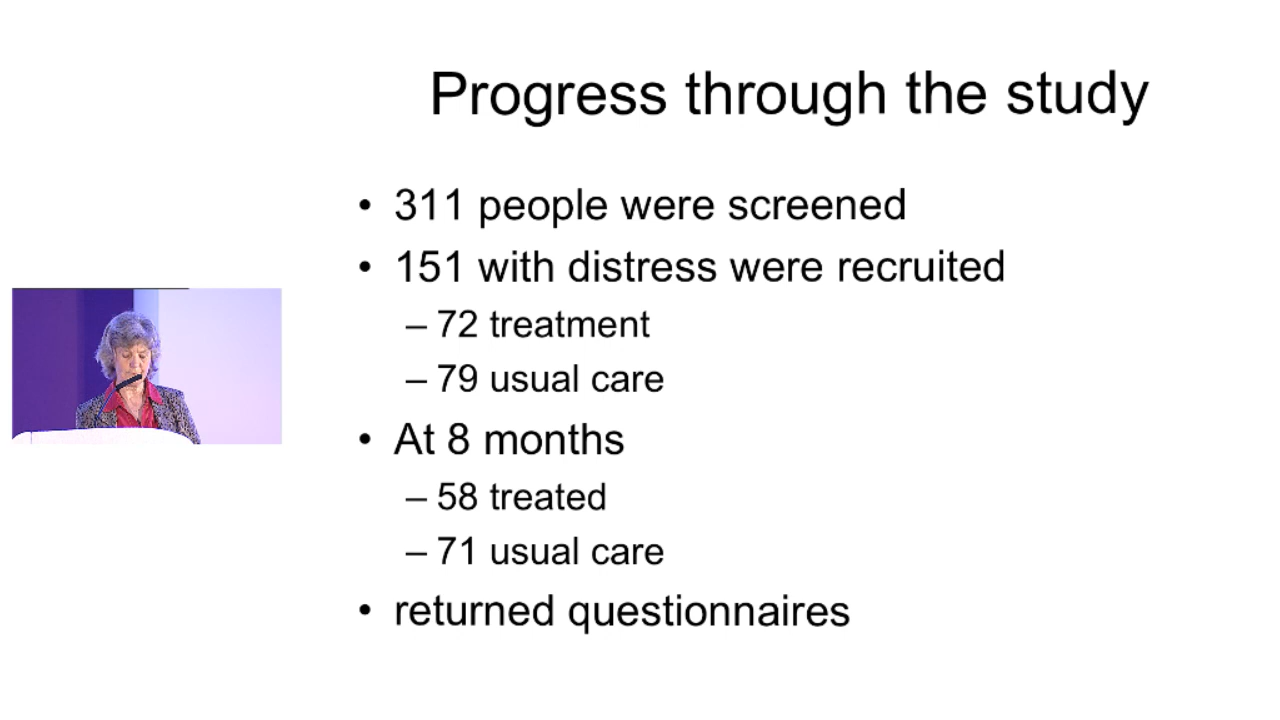 Progress through the study
• 311 people were screened
• 151 with distress were recruited
– 72 treatment
– 79 usual care
• At 8 months
– 58 treated
– 71 usual care
• returned questionnaires